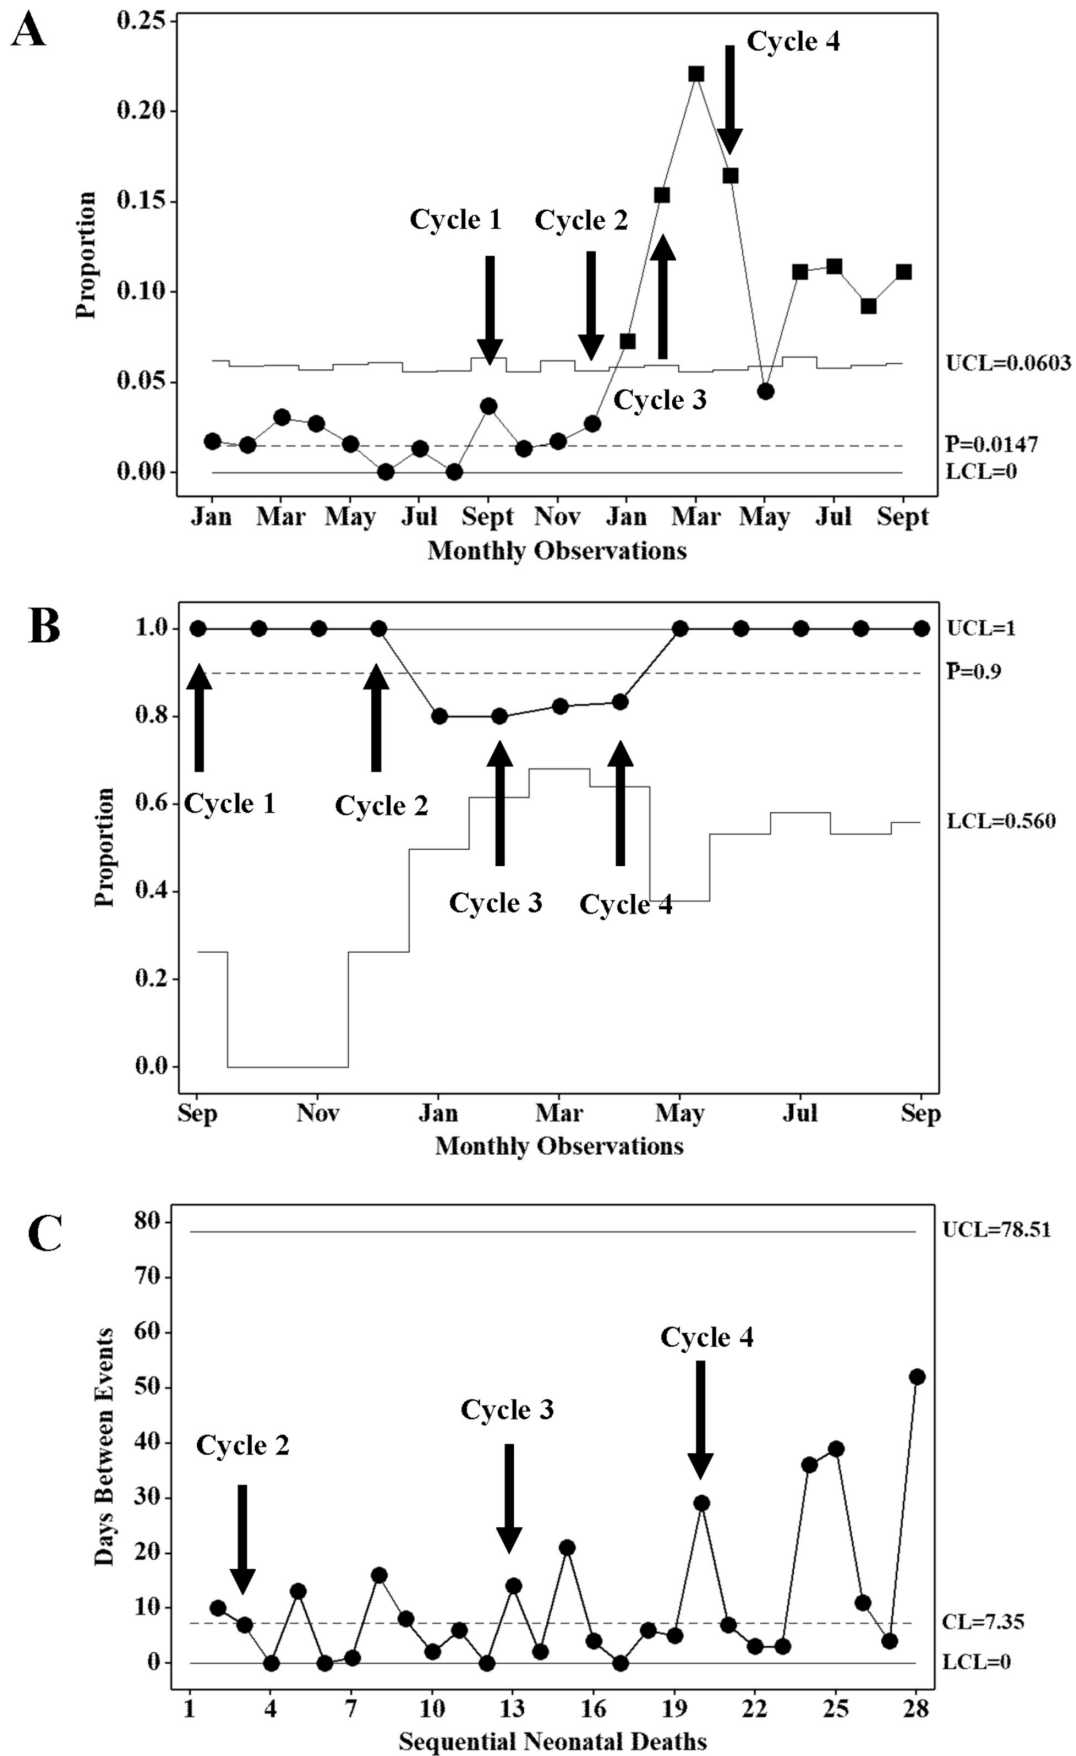 A
0.25
Cycle 4
0.20
Cycle 1
Cycle 2
0.15
Proportion
0.10
UCL=0.0603
0.05
Cycle 3
P̅=0.0147
0.00
LCL=0
Jan Mar May Jul Sept Nov Jan Mar May Jul Sept
Monthly Observations
B
1.0
UCL=1
P̅=0.9
0.8
Cycle 1
Cycle 2
0.6
LCL=0.560
Proportion
Cycle 3
Cycle 4
0.4
0.2
0.0
Sep Nov Jan Mar May Jul Sep
Monthly Observations
C
80
UCL=78.51
70
60
Cycle 4
50
Cycle 3
Cycle 2
40
Days Between Events
30
20
10
CL=7.35
0
LCL=0
1 4 7 10 13 16 19 22 25 28
Sequential Neonatal Deaths